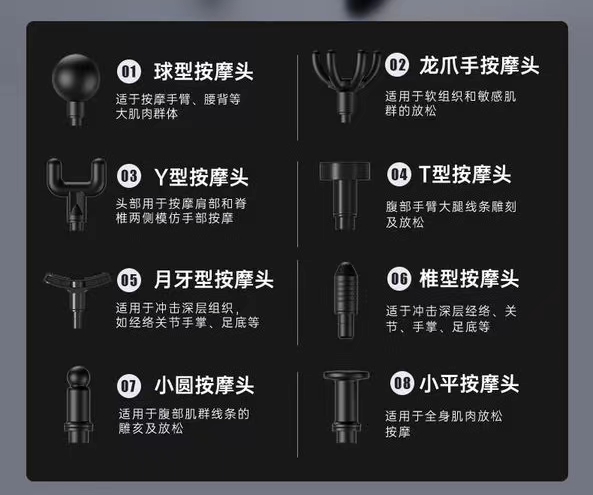 01 球型按摩头
适于按摩手臂、腰背等
大肌肉群体
02 龙爪手按摩头
适用于软组织和敏感肌
群的放松
03 Y型按摩头
头部用于按摩肩部和脊
椎两侧模仿手部按摩
04 T型按摩头
腹部手臂大腿线条雕刻
及放松
05 月牙型按摩头
适用于冲击深层组织，
如经络关节手掌、足底等
06 椎型按摩头
适于冲击深层经络、关
节、手掌、足底等
07 小圆按摩头
适用于腹部肌群线条的
雕亥及放松
08 小平按摩头
适用于全身肌肉放松
按摩